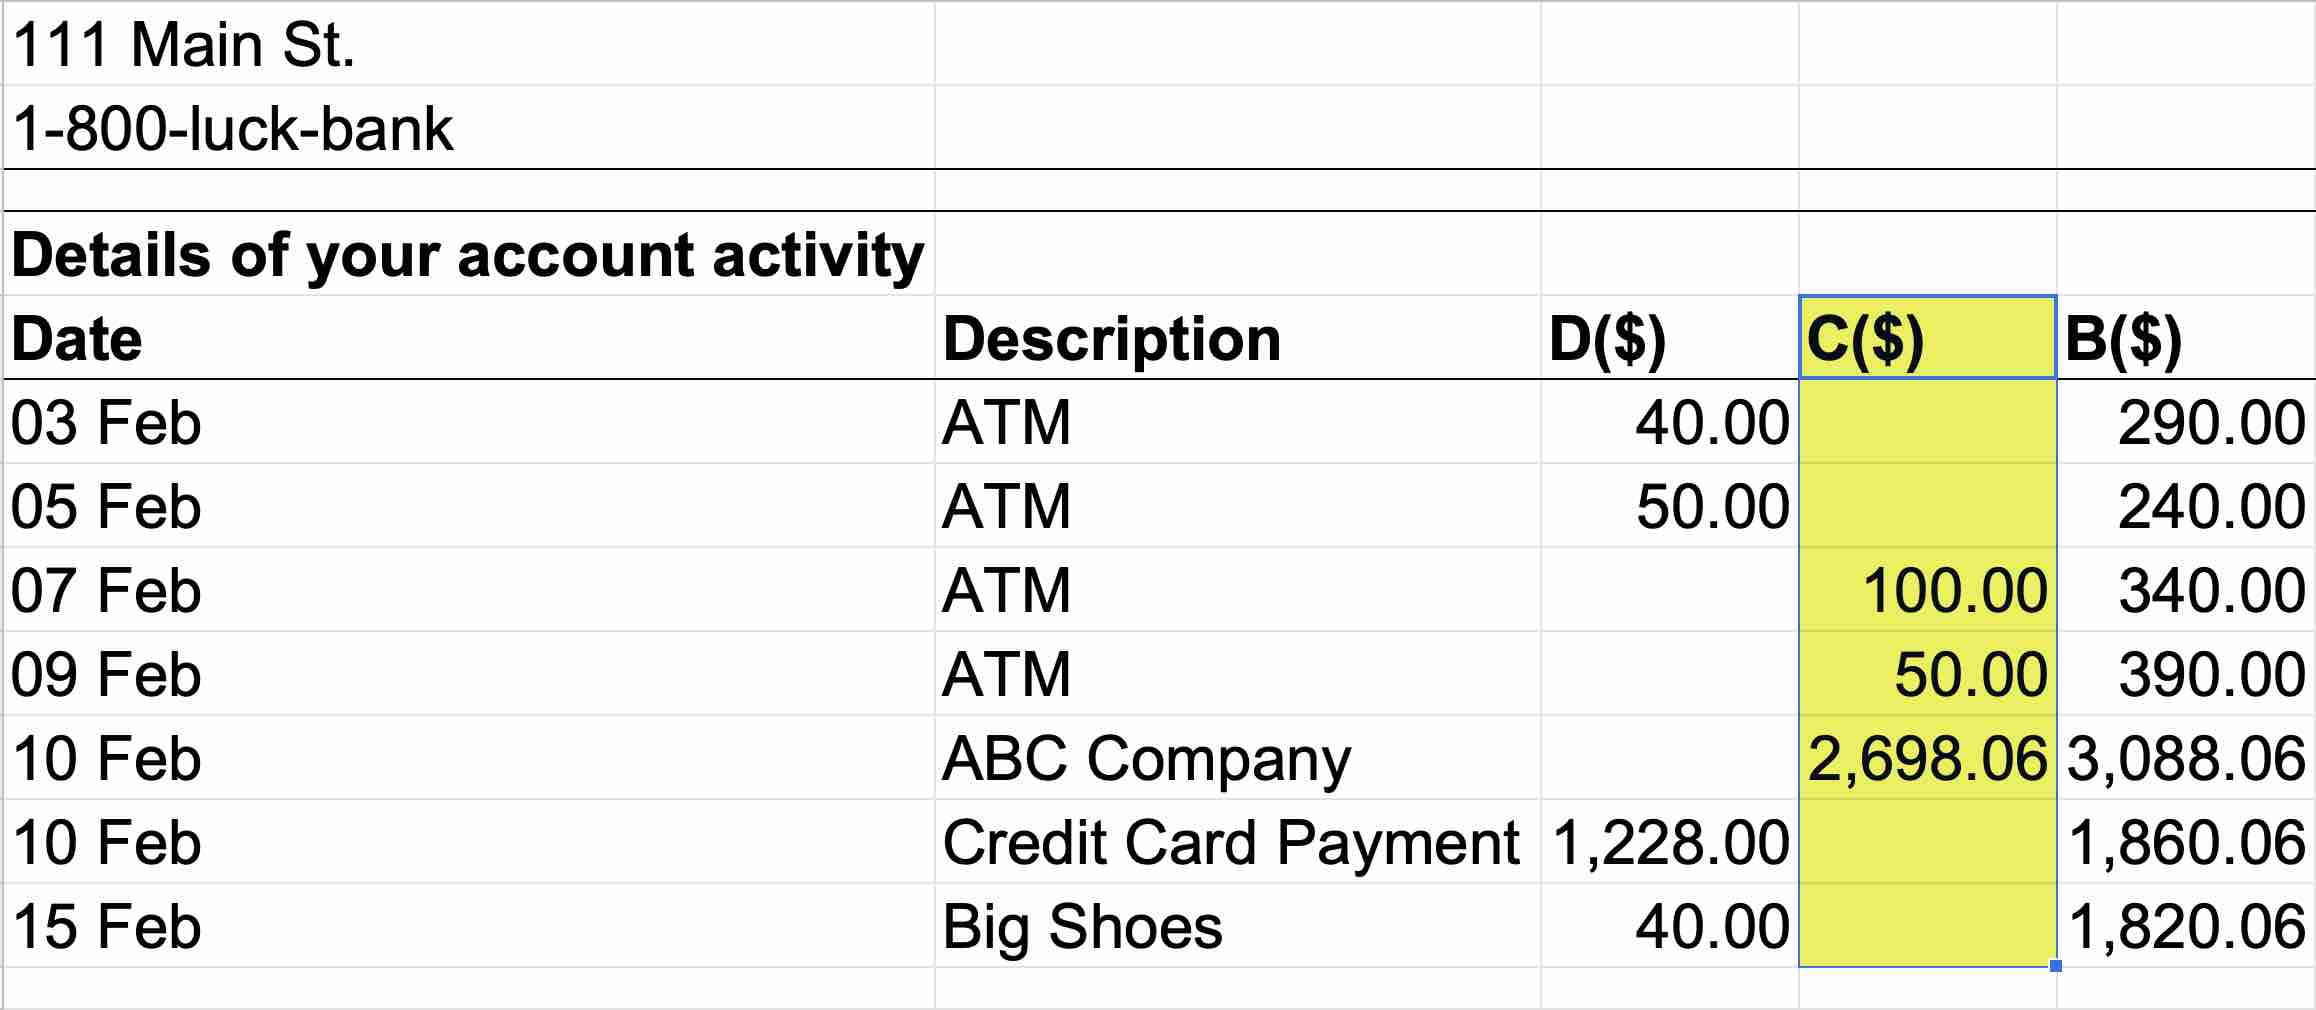 111 Main St.
1-800-luck-bank
Details of your account activity
Date Description D($) C($) B($)
03 Feb ATM 40.00 290.00
05 Feb ATM 50.00 240.00
07 Feb ATM 100.00 340.00
09 Feb ATM 50.00 390.00
10 Feb ABC Company 2,698.06 3,088.06
10 Feb Credit Card Payment 1,228.00 1,860.06
15 Feb Big Shoes 40.00 1,820.06